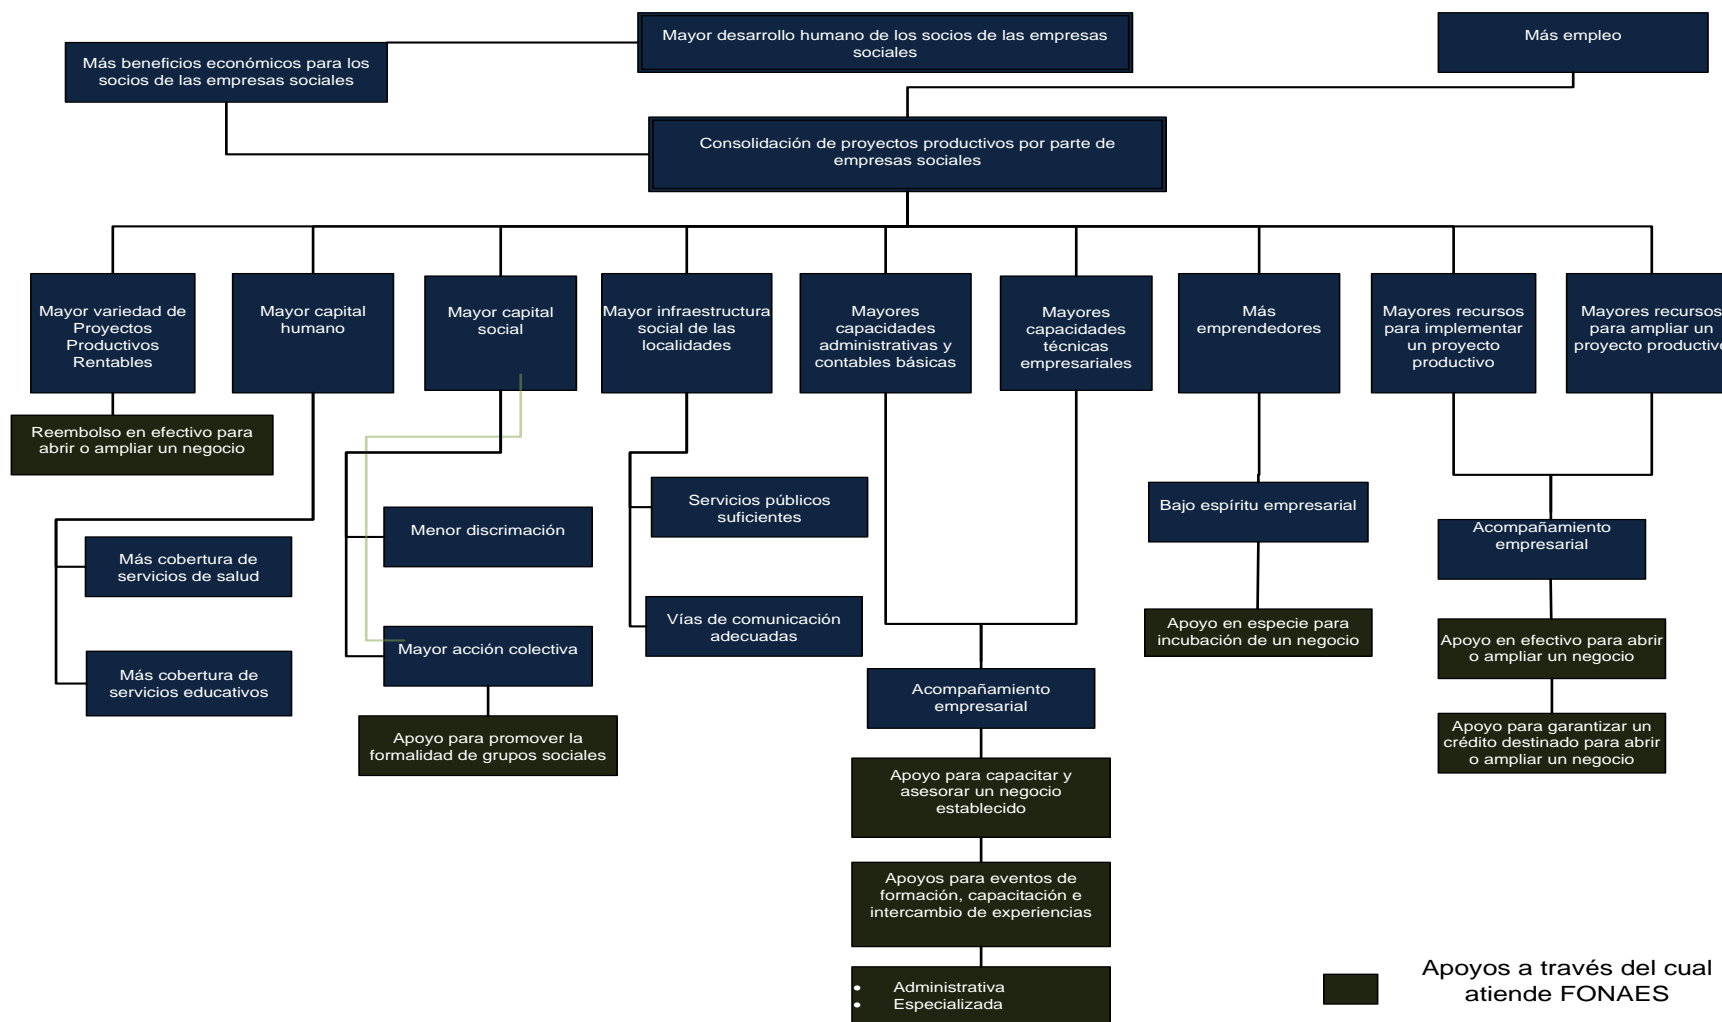 Mayor desarrollo humano de los socios de las empresas
sociales
Más empleo
Más beneficios económicos para los
socios de las empresas sociales
Consolidación de proyectos productivos por parte de
empresas sociales
Mayor variedad de
Proyectos
Productivos
Rentables
Mayor capital
humano
Mayor capital
social
Mayor infraestructura
social de las
localidades
Mayores
capacidades
administrativas y
contables básicas
Mayores
capacidades
técnicas
empresariales
Más
emprendedores
Mayores recursos
para implementar
un proyecto
productivo
Mayores recursos
para ampliar un
proyecto productivo
Reembolso en efectivo para
abrir o ampliar un negocio
Servicios públicos
suficientes
Bajo espíritu empresarial
Menor discrimación
Acompañamiento
empresarial
Más cobertura de
servicios de salud
Vías de comunicación
adecuadas
Apoyo en especie para
incubación de un negocio
Apoyo en efectivo para abrir
o ampliar un negocio
Mayor acción colectiva
Más cobertura de
servicios educativos
Acompañamiento
empresarial
Apoyo para promover la
formalidad de grupos sociales
Apoyo para garantizar un
crédito destinado para abrir
o ampliar un negocio
Apoyo para capacitar y
asesorar un negocio
establecido
Apoyos para eventos de
formación, capacitación e
intercambio de experiencias
• Administrativa
• Especializada
Apoyos a través del cual
atiende FONAES